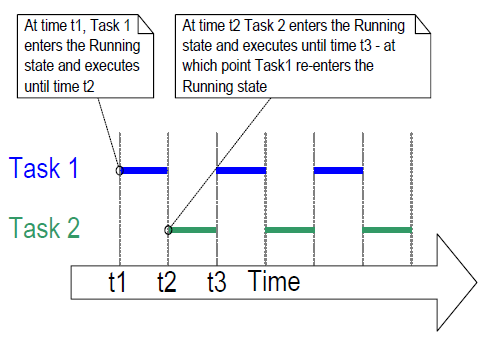 At time t1, Task 1
enters the Running
state and executes
until time t2
At time t2 Task 2 enters the Running
state and executes until time t3 - at
which point Task1 re-enters the
Running state
Task 1
Task 2
t1 t2 t3 Time